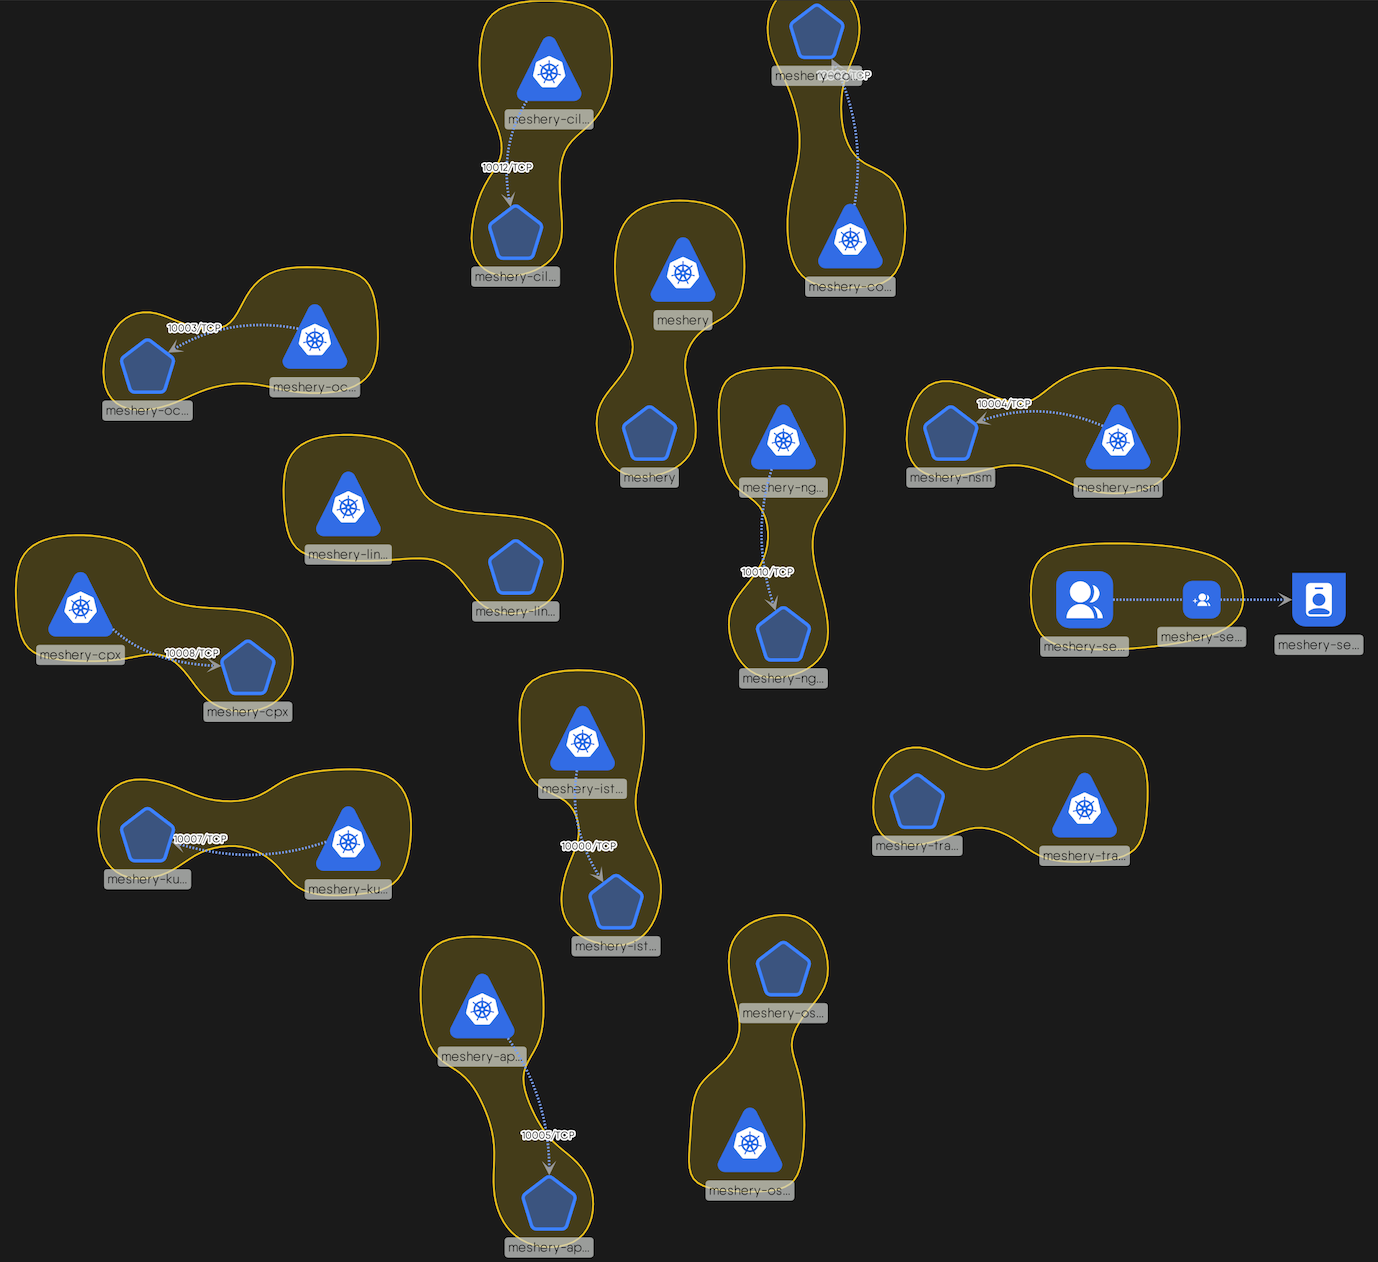 meshery-cil...
10012/TCP
meshery-cil...
meshery-co...
/TCP
meshery-co...
meshery
meshery
10003/TCP
meshery-oc...
meshery-oc...
meshery-ng...
10010/TCP
meshery-ng...
10004/TCP
meshery-nsm
meshery-nsm
meshery-lin...
meshery-lin...
meshery-cpx
10008/TCP
meshery-cpx
meshery-se...
meshery-se...
meshery-se...
meshery-ist...
10000/TCP
meshery-ist...
10007/TCP
meshery-ku...
meshery-ku...
meshery-tra...
meshery-tra...
meshery-ap...
10005/TCP
meshery-ap...
meshery-os...
meshery-os...